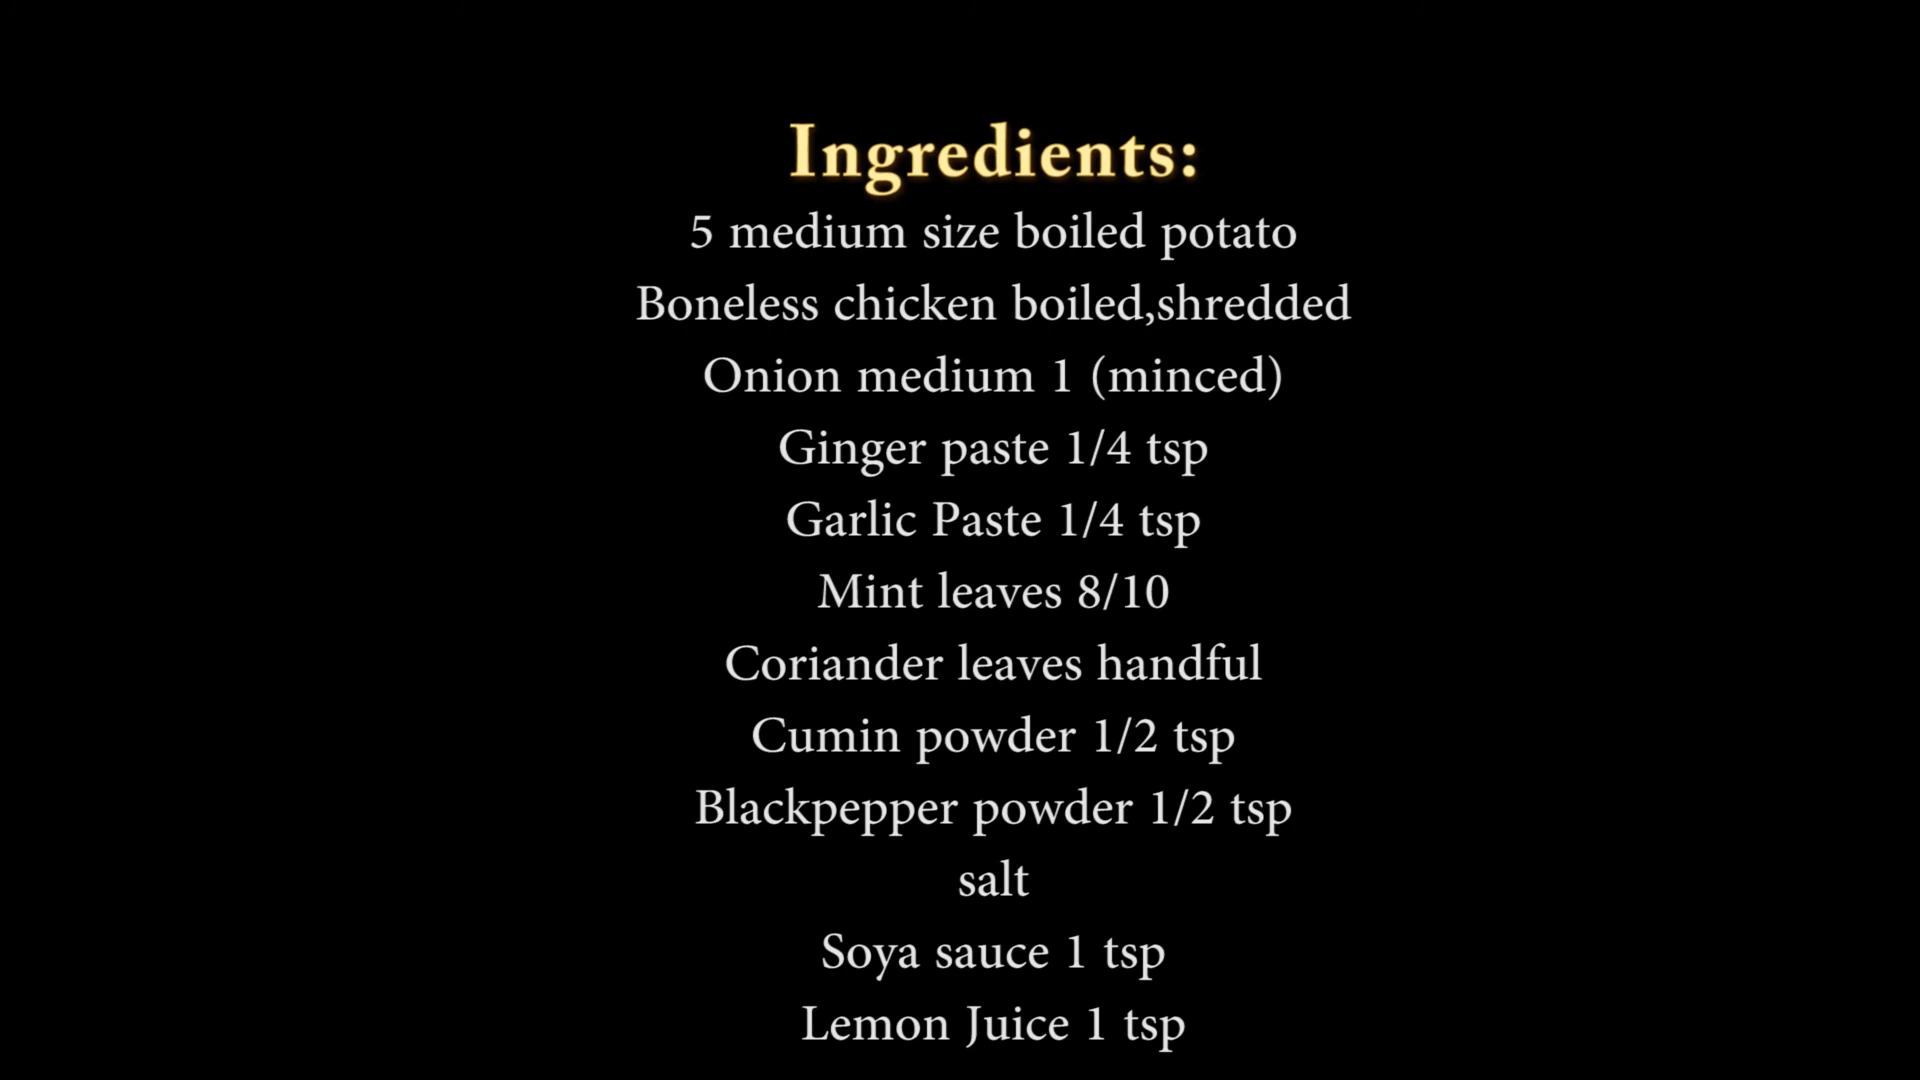 Ingredients:
5 medium size boiled potato
Boneless chicken boiled,shredded
Onion medium 1 (minced)
Ginger paste 1/4 tsp
Garlic Paste 1/4 tsp
Mint leaves 8/10
Coriander leaves handful
Cumin powder 1/2 tsp
Blackpepper powder 1/2 tsp
salt
Soya sauce 1 tsp
Lemon Juice 1 tsp